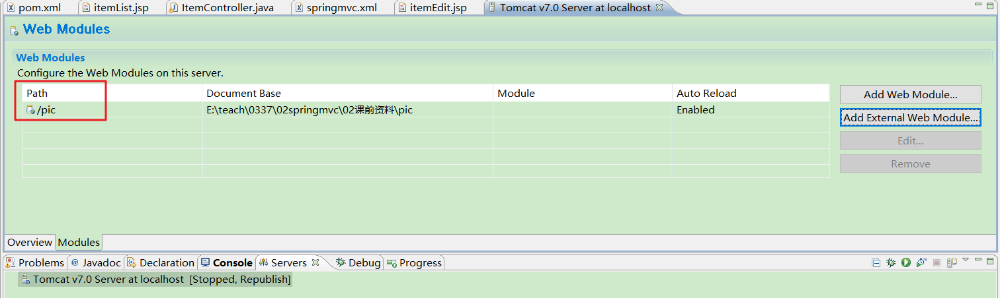 pom.xml itemList.jsp ItemController.java springmvc.xml itemEdit.jsp Tomcat v7.0 Server at localhost
Web Modules
Web Modules
Configure the Web Modules on this server.
Path Document Base Module Auto Reload
/pic E:\teach\0337\02springmvc\02课前资料\pic Enabled
Add Web Module...
Add External Web Module...
Edit...
Remove
Overview Modules
Problems @ Javadoc Declaration Console Servers Debug Progress
Tomcat v7.0 Server at localhost [Stopped, Republish]